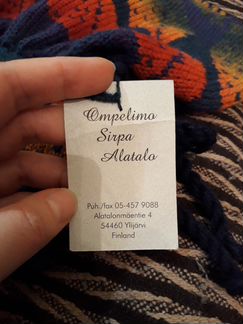 Ompelimo
Sirpa
Alatalo
Puh./fax 05-457 9088
Alatalonmäentie 4
54460 Ylijärvi
Finland